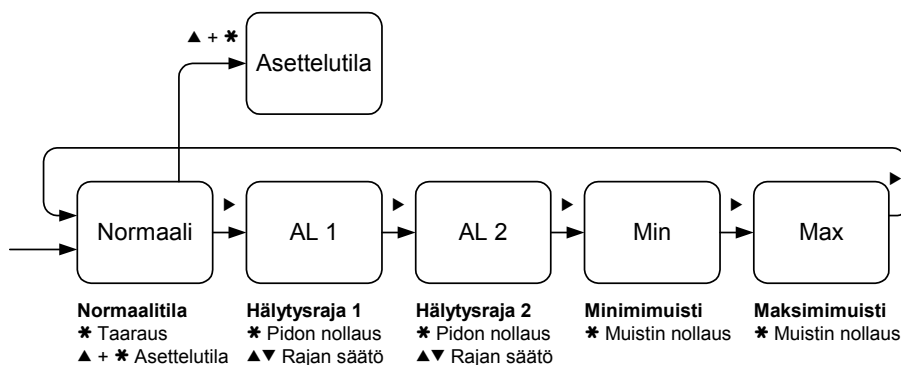 ▲ + ✱
Asettelutila
Normaali
AL 1
AL 2
Min
Max
Normaalitila
✱ Taaraus
▲ + ✱ Asettelutila
Hälytysraja 1
✱ Pidon nollaus
▲▼ Rajan säätö
Hälytysraja 2
✱ Pidon nollaus
▲▼ Rajan säätö
Minimimuisti
✱ Muistin nollaus
Maksimimuisti
✱ Muistin nollaus